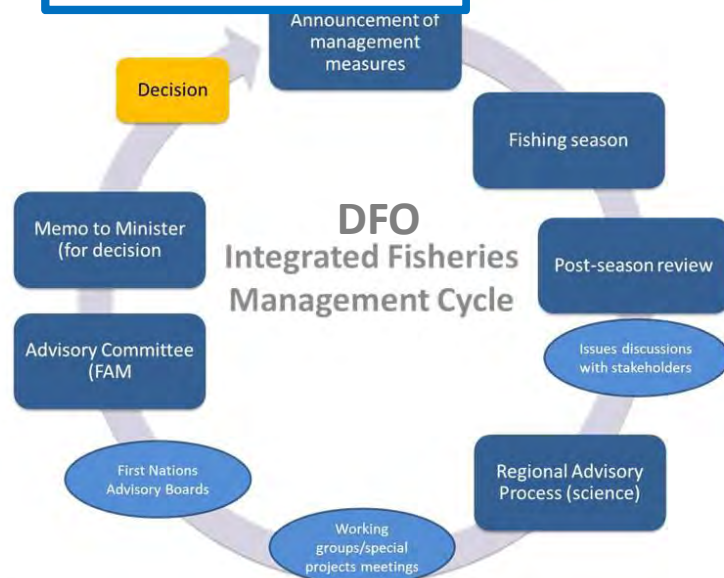 Announcement of
management
measures
Decision
Fishing season
Memo to Minister
(for decision
DFO
Integrated Fisheries
Management Cycle
Post-season review
Advisory Committee
(FAM
Issues discussions
with stakeholders
First Nations
Advisory Boards
Regional Advisory
Process (science)
Working
groups/special
projects meetings